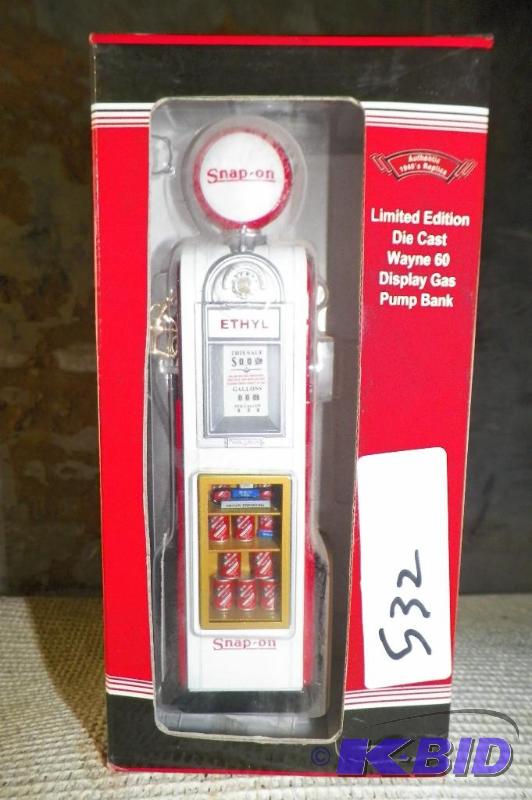 Authentic
1940's Replica
Limited Edition
Die Cast
Wayne 60
Display Gas
Pump Bank
Snap-on
ETHYL
THIS SALE
GALLONS
Snap-on
532
© K-BID